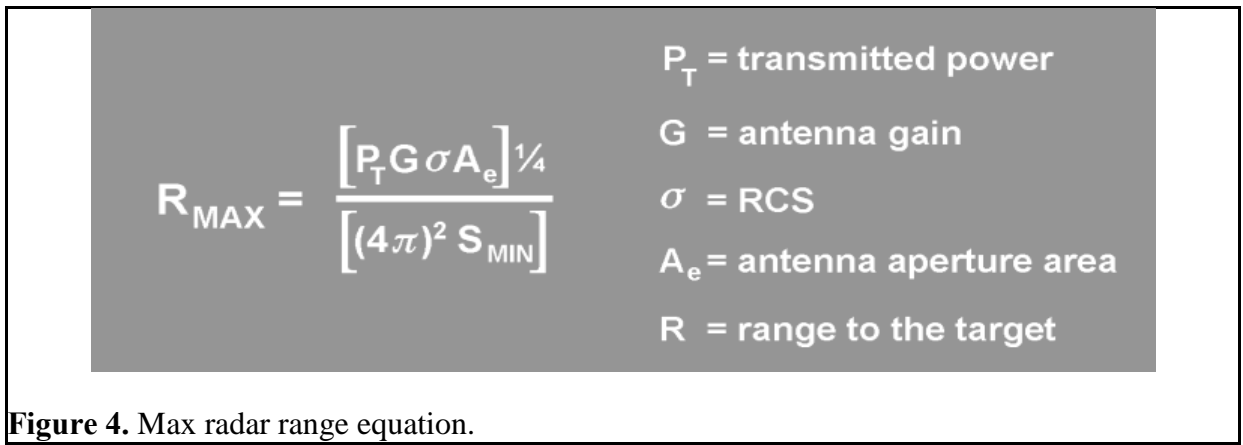 R_MAX = [P_T G σ A_e]¼ / [(4π)² S_MIN]
P_T = transmitted power
G = antenna gain
σ = RCS
A_e = antenna aperture area
R = range to the target
Figure 4. Max radar range equation.